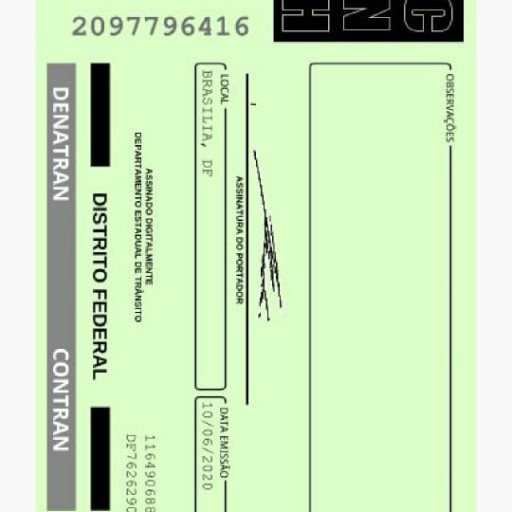 2097796416
CNH
OBSERVAÇÕES
ASSINATURA DO PORTADOR
LOCAL
BRASILIA, DF
DATA EMISSÃO
10/06/2020
ASSINADO DIGITALMENTE
DEPARTAMENTO ESTADUAL DE TRÂNSITO
116490688
DF7626290
DISTRITO FEDERAL
DENATRAN CONTRAN